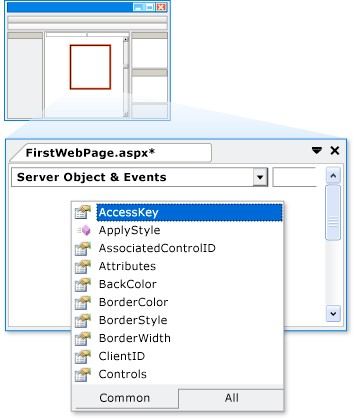 FirstWebPage.aspx*
Server Object & Events
AccessKey
ApplyStyle
AssociatedControlID
Attributes
BackColor
BorderColor
BorderStyle
BorderWidth
ClientID
Controls
Common All